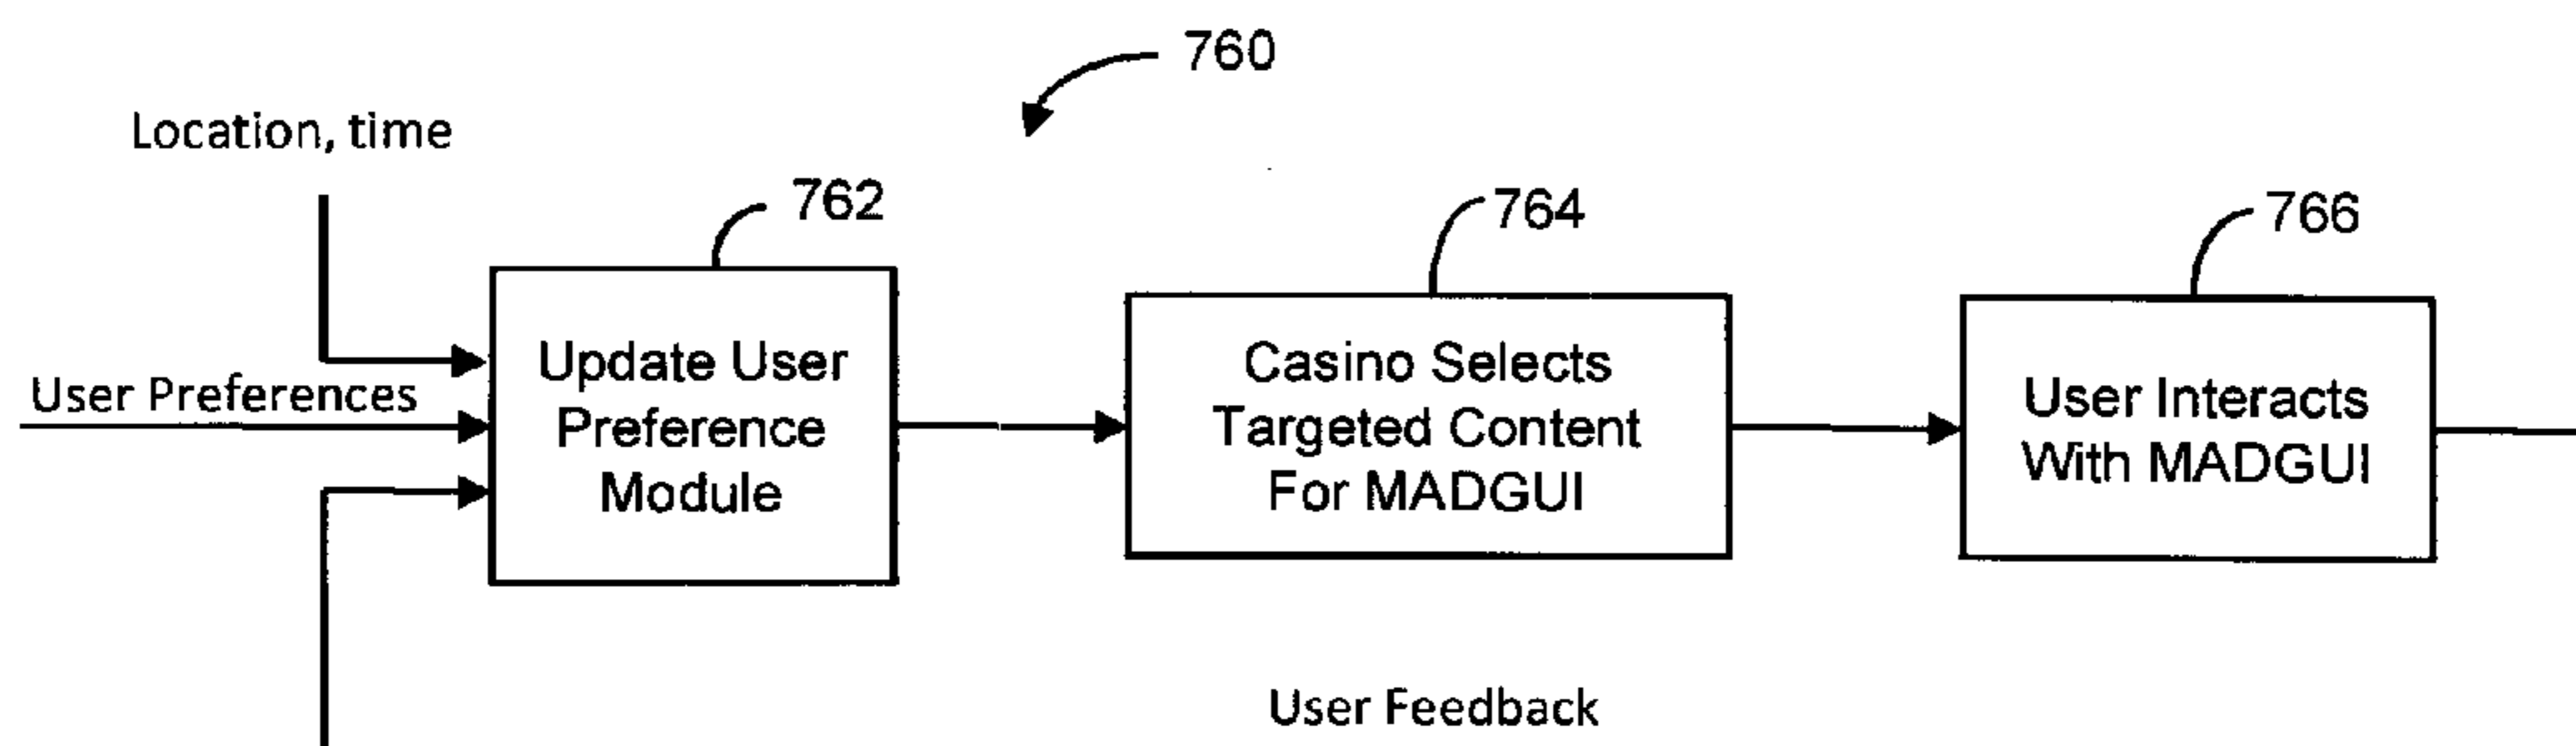 760
Location, time
762
764
766
User Preferences
Update User
Preference
Module
Casino Selects
Targeted Content
For MADGUI
User Interacts
With MADGUI
User Feedback